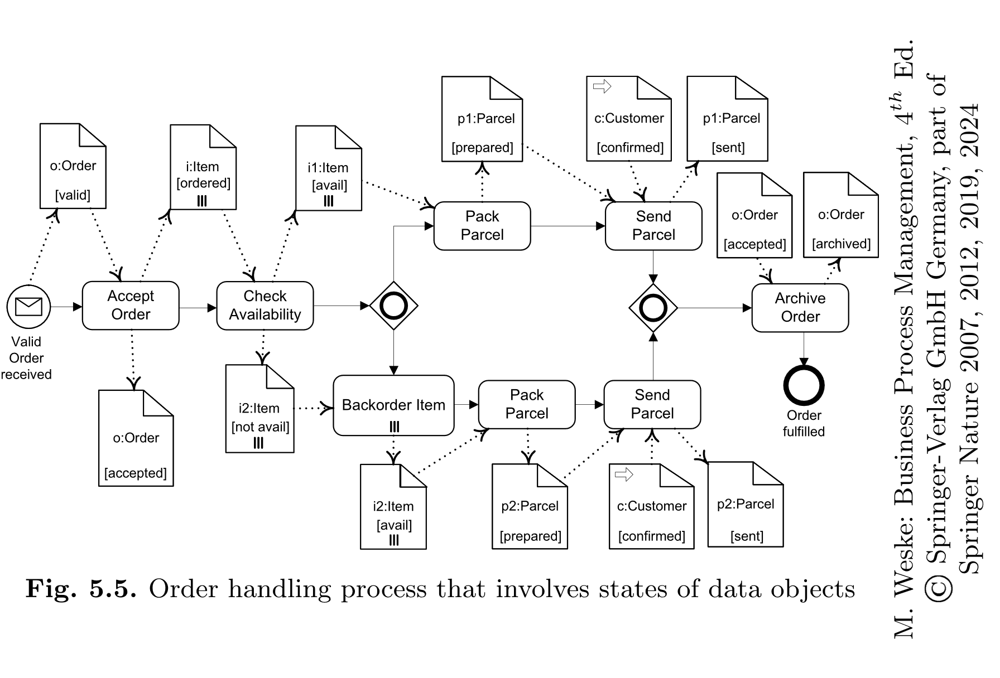 p1:Parcel
[prepared]
c:Customer
[confirmed]
p1:Parcel
[sent]
o:Order
[valid]
i:Item
[ordered]
i1:Item
[avail]
o:Order
[accepted]
o:Order
[archived]
Pack
Parcel
Send
Parcel
Valid
Order
received
Accept
Order
Check
Availability
Archive
Order
o:Order
[accepted]
i2:Item
[not avail]
Backorder Item
Pack
Parcel
Send
Parcel
Order
fulfilled
i2:Item
[avail]
p2:Parcel
[prepared]
c:Customer
[confirmed]
p2:Parcel
[sent]
Fig. 5.5. Order handling process that involves states of data objects
M. Weske: Business Process Management, 4th Ed.
© Springer-Verlag GmbH Germany, part of
Springer Nature 2007, 2012, 2019, 2024